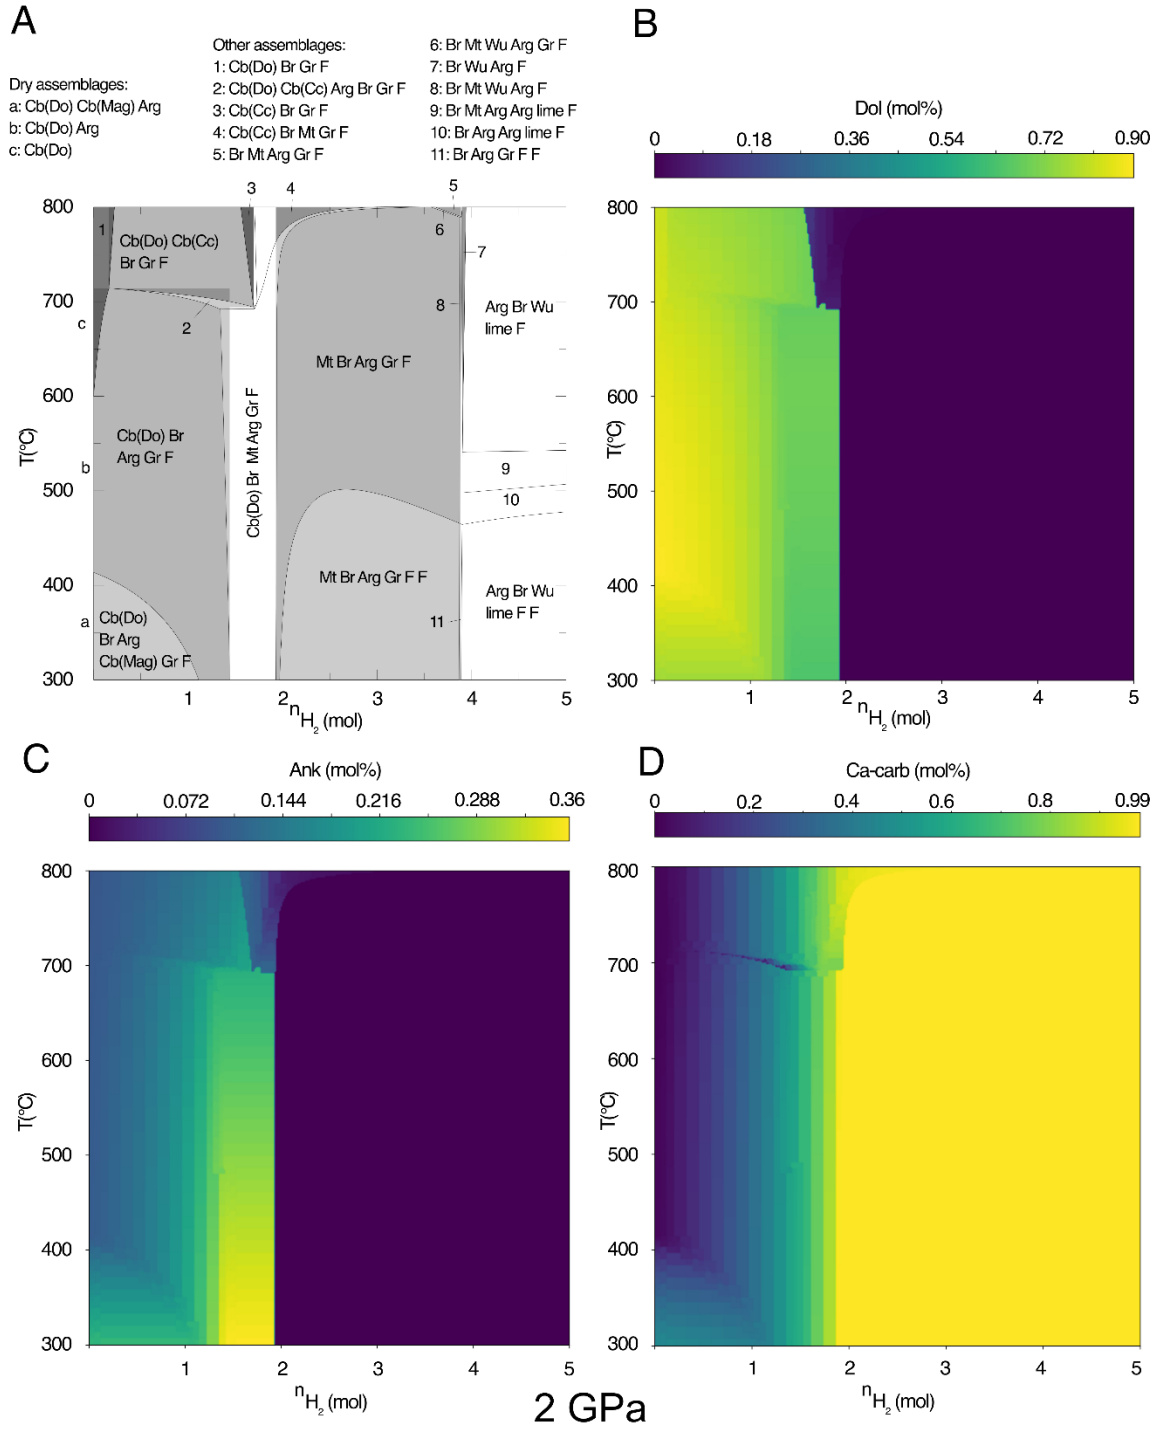 A
Dry assemblages:
a: Cb(Do) Cb(Mag) Arg
b: Cb(Do) Arg
c: Cb(Do)
Other assemblages:
1: Cb(Do) Br Gr F
2: Cb(Do) Cb(Cc) Arg Br Gr F
3: Cb(Cc) Br Gr F
4: Cb(Cc) Br Mt Gr F
5: Br Mt Arg Gr F
6: Br Mt Wu Arg Gr F
7: Br Wu Arg F
8: Br Mt Wu Arg F
9: Br Mt Arg Arg lime F
10: Br Arg Arg lime F
11: Br Arg Gr F F
3
4
5
800
700
600
500
400
300
T(°C)
c
b
a
1
Cb(Do) Cb(Cc)
Br Gr F
2
6
7
8
Arg Br Wu
lime F
Mt Br Arg Gr F
Cb(Do) Br
Arg Gr F
Cb(Do) Br Mt Arg Gr F
9
10
Mt Br Arg Gr F F
Arg Br Wu
lime F F
11
Cb(Do)
Br Arg
Cb(Mag) Gr F
1 2 3 4 5
nH2 (mol)
B
Dol (mol%)
0 0.18 0.36 0.54 0.72 0.90
800
700
600
500
400
300
T(°C)
1 2 3 4 5
nH2 (mol)
C
Ank (mol%)
0 0.072 0.144 0.216 0.288 0.36
800
700
600
500
400
300
T(°C)
1 2 3 4 5
nH2 (mol)
D
Ca-carb (mol%)
0 0.2 0.4 0.6 0.8 0.99
800
700
600
500
400
300
T(°C)
1 2 3 4 5
nH2 (mol)
2 GPa